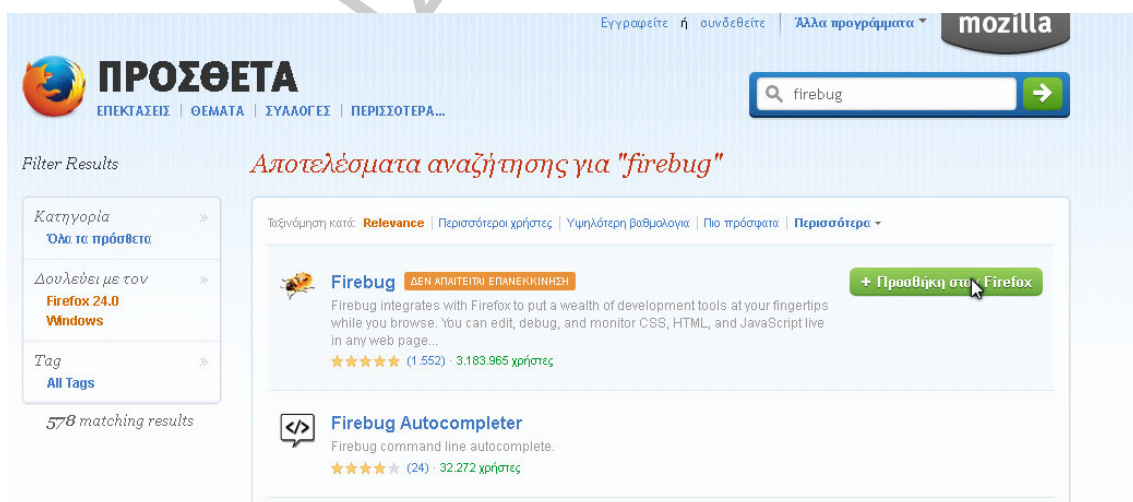 Εγγραφείτε ή συνδεθείτε | Άλλα προγράμματα
mozilla
ΠΡΟΣΘΕΤΑ
ΕΠΕΚΤΑΣΕΙΣ | ΘΕΜΑΤΑ | ΣΥΛΛΟΓΕΣ | ΠΕΡΙΣΣΟΤΕΡΑ...
firebug
Filter Results
Αποτελέσματα αναζήτησης για "firebug"
Κατηγορία »
Όλα τα πρόσθετα
Δουλεύει με τον »
Firefox 24.0
Windows
Tag »
All Tags
578 matching results
Ταξινόμηση κατά: Relevance | Περισσότεροι χρήστες | Υψηλότερη βαθμολογια | Πιο πρόσφατα | Περισσότερα
Firebug ΔΕΝ ΑΠΑΙΤΕΙΤΑΙ ΕΠΑΝΕΚΚΙΝΗΣΗ
+ Προσθήκη στον Firefox
Firebug integrates with Firefox to put a wealth of development tools at your fingertips
while you browse. You can edit, debug, and monitor CSS, HTML, and JavaScript live
in any web page...
(1.552) · 3.183.965 χρήστες
</>
Firebug Autocompleter
Firebug command line autocomplete.
(24) · 32.272 χρήστες